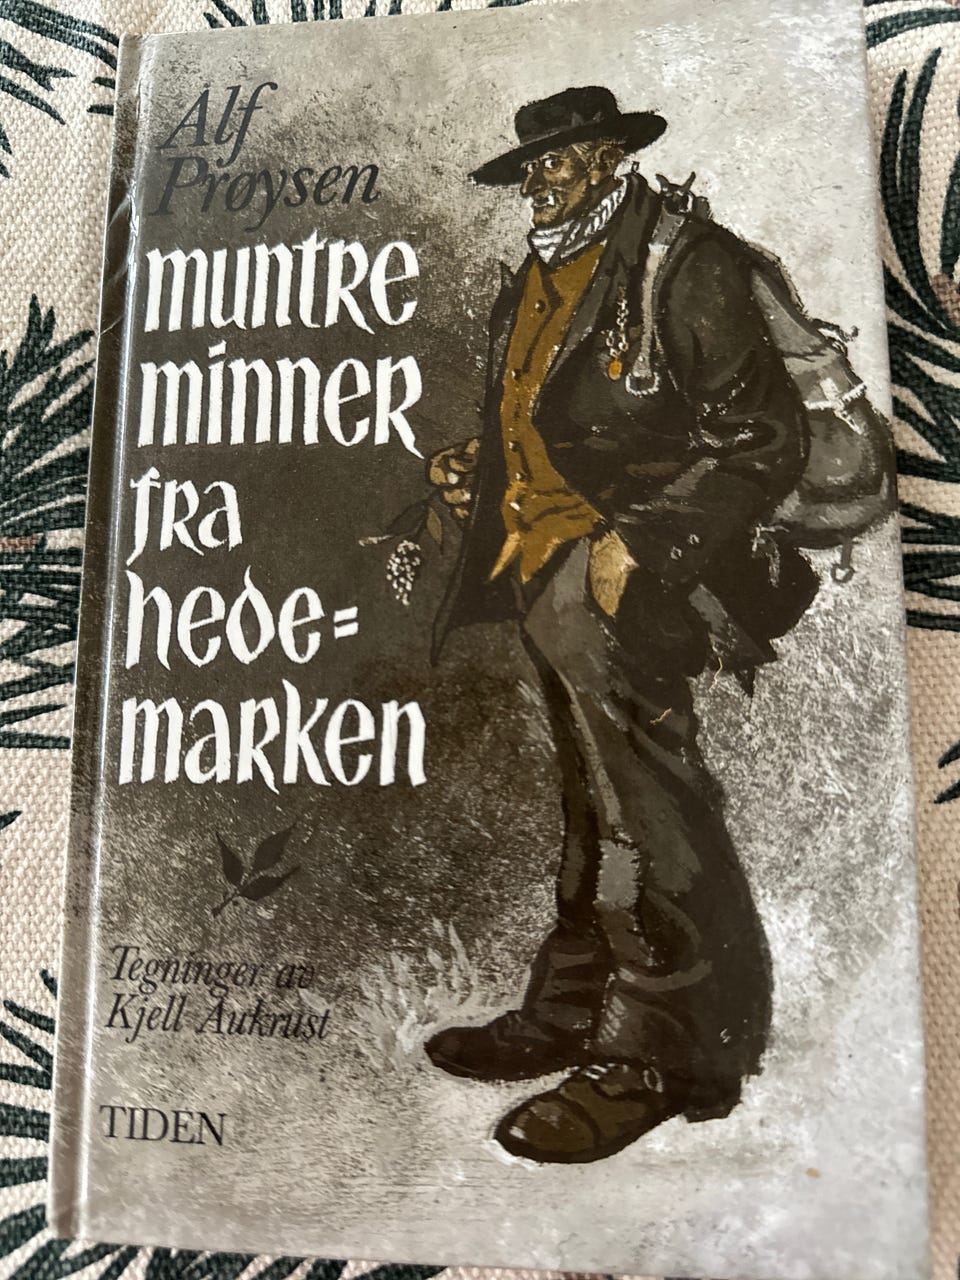 Alf
Prøysen
muntre
minner
fra
hede=
marken
Tegninger av
Kjell Aukrust
TIDEN